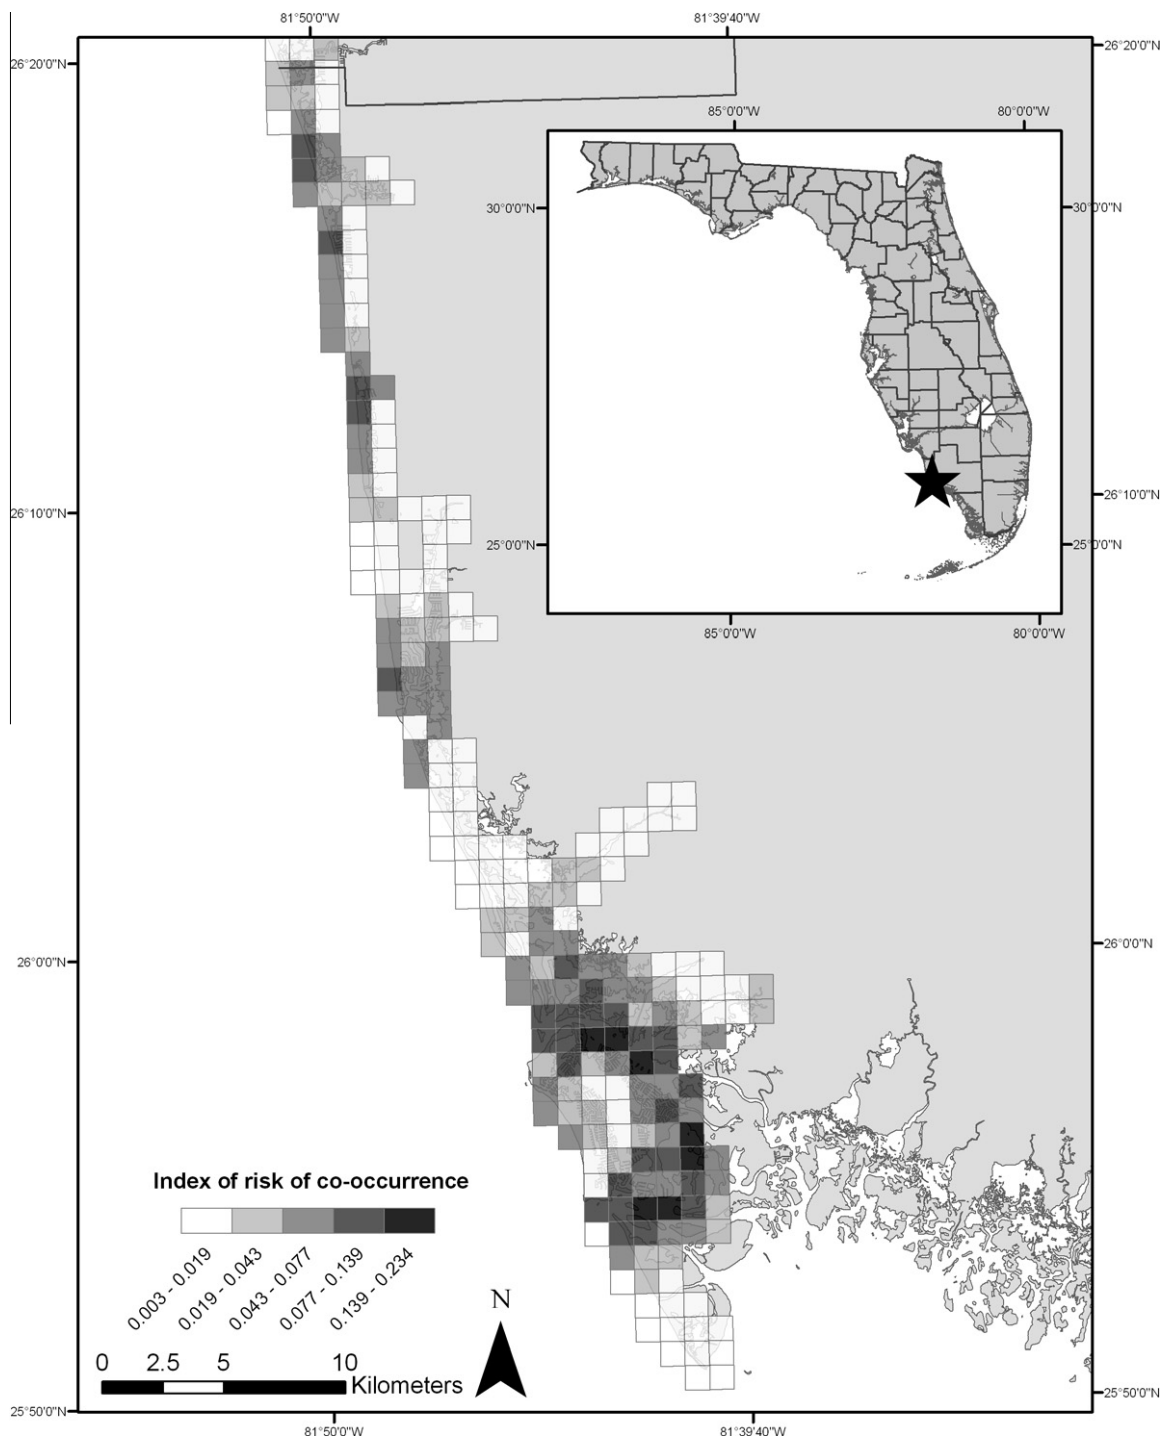 81°50'0"W
81°39'40"W
26°20'0"N
26°20'0"N
85°0'0"W
80°0'0"W
30°0'0"N
30°0'0"N
26°10'0"N
26°10'0"N
25°0'0"N
25°0'0"N
85°0'0"W
80°0'0"W
26°0'0"N
26°0'0"N
Index of risk of co-occurrence
0.003 - 0.019
0.019 - 0.043
0.043 - 0.077
0.077 - 0.139
0.139 - 0.234
N
0 2.5 5 10
Kilometers
25°50'0"N
25°50'0"N
81°50'0"W
81°39'40"W